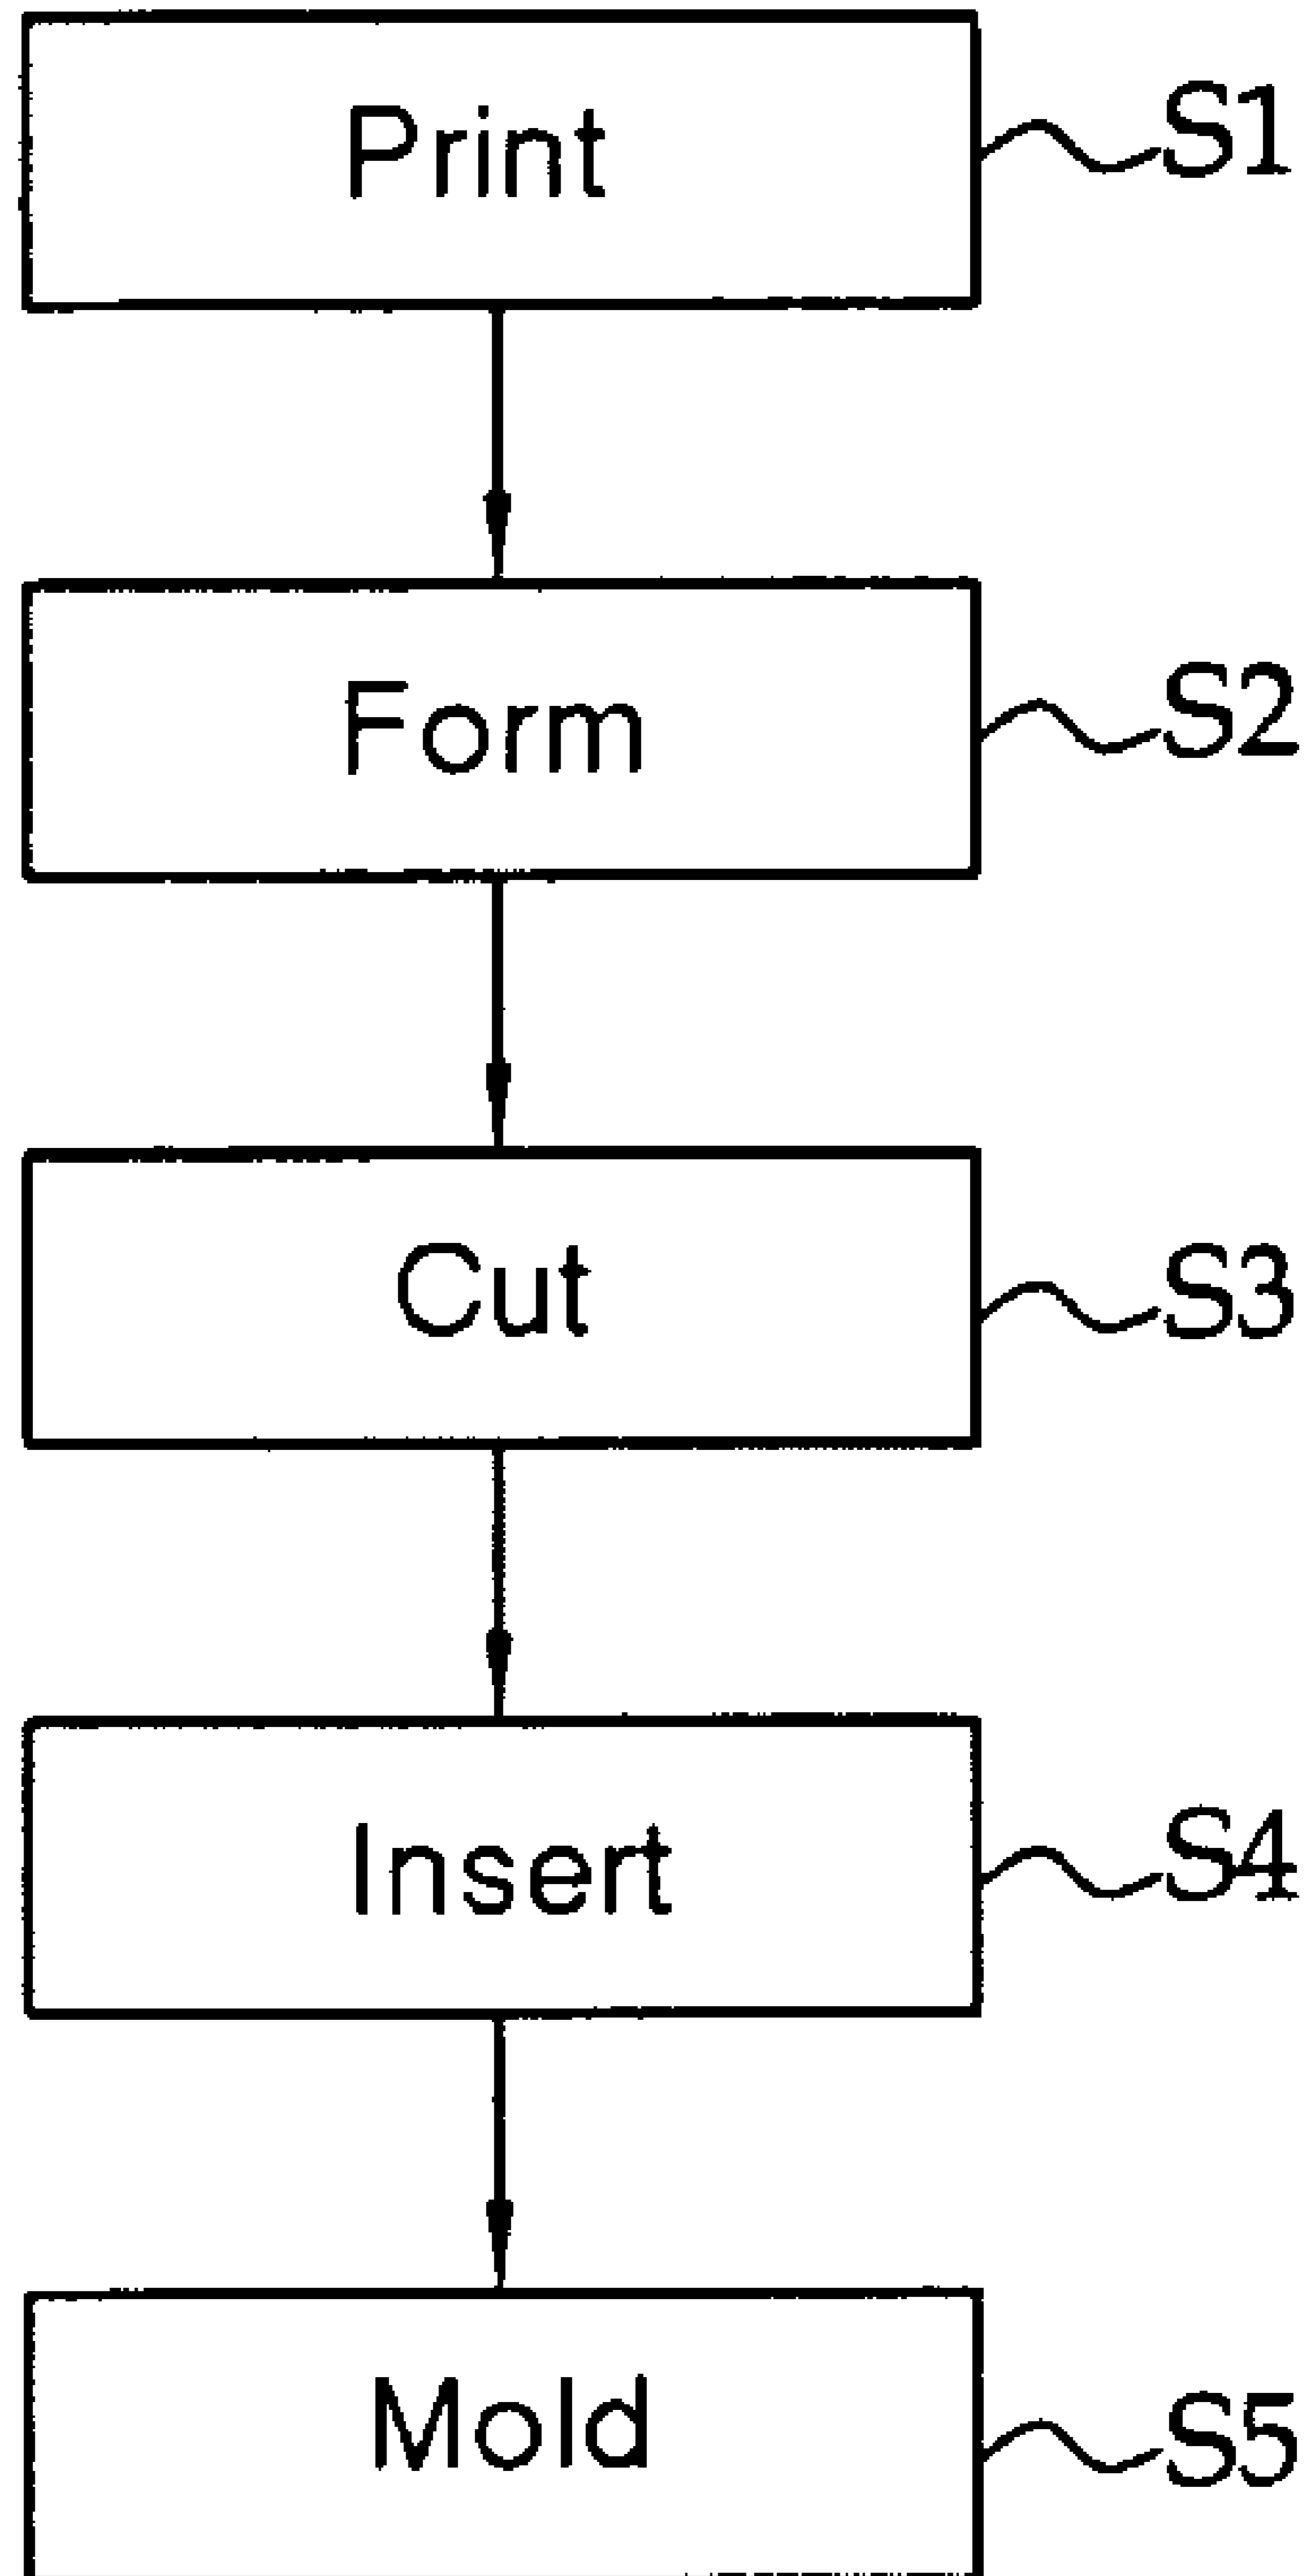 Print S1
Form S2
Cut S3
Insert S4
Mold S5